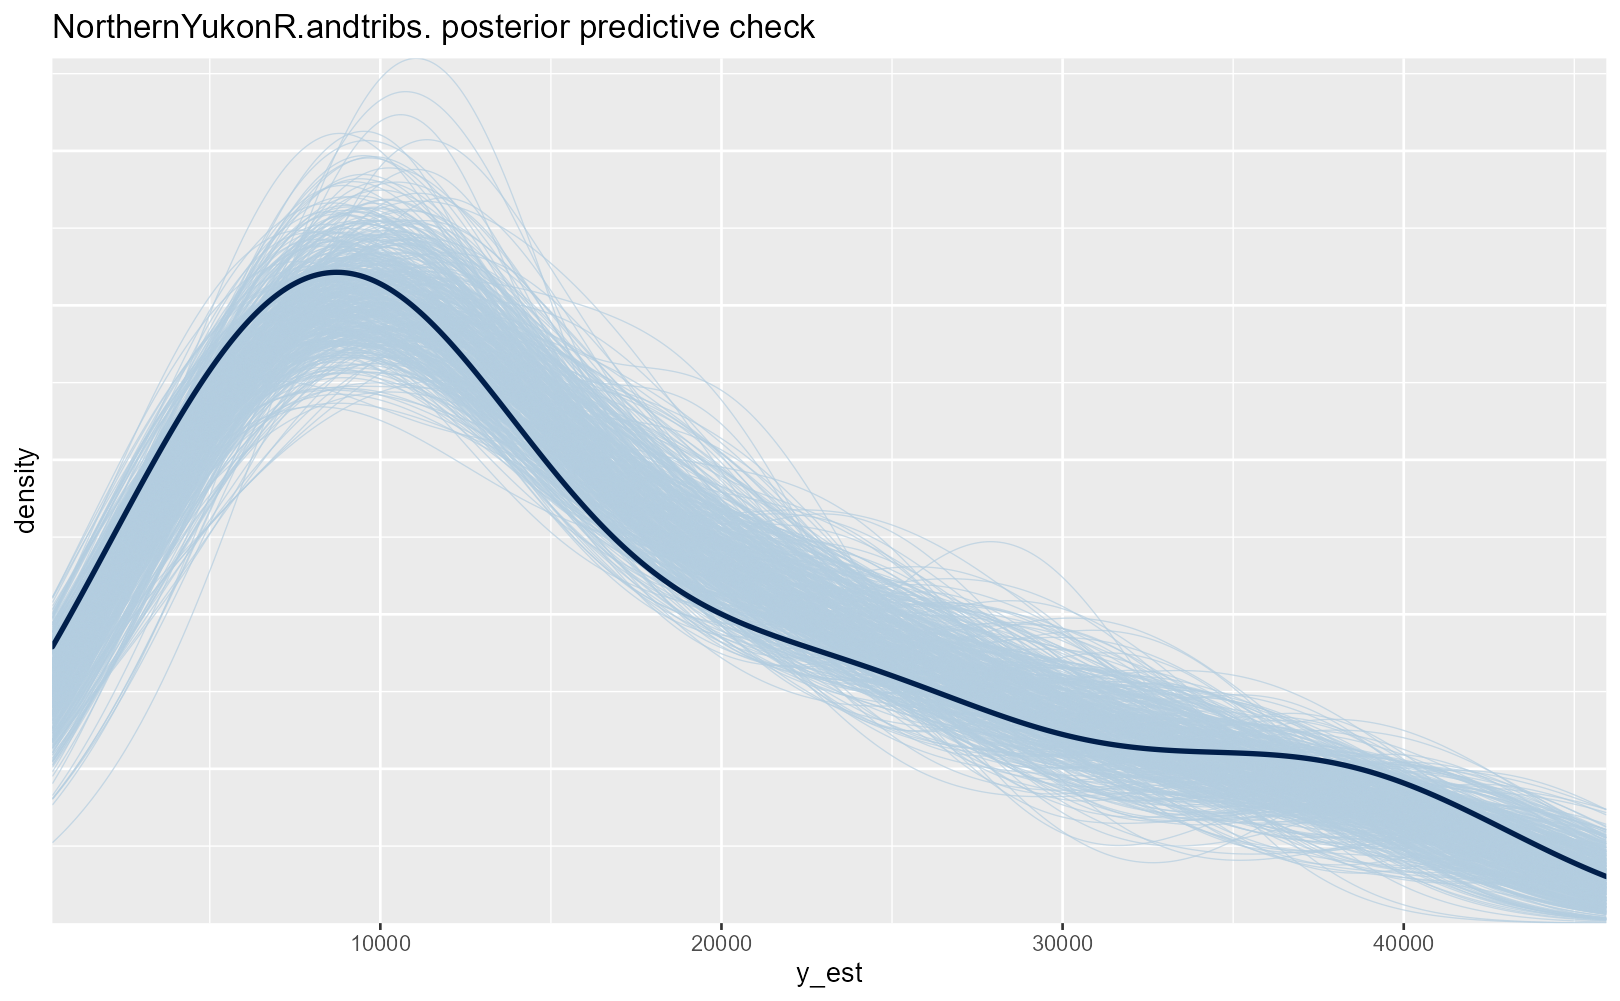 NorthernYukonR.andtribs. posterior predictive check
density
10000
20000
30000
40000
y_est